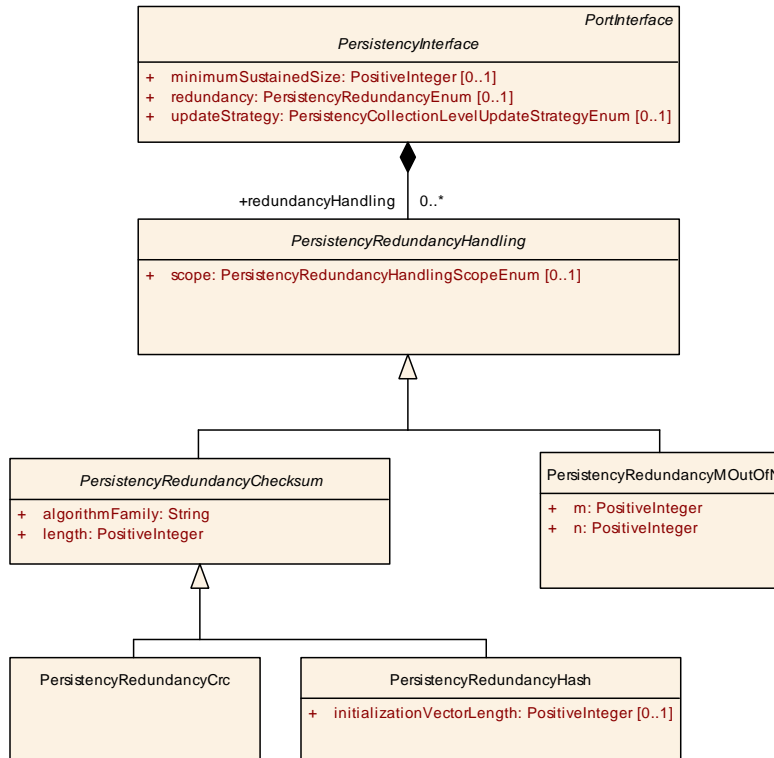 PortInterface
PersistencyInterface
+ minimumSustainedSize: PositiveInteger [0..1]
+ redundancy: PersistencyRedundancyEnum [0..1]
+ updateStrategy: PersistencyCollectionLevelUpdateStrategyEnum [0..1]
+redundancyHandling 0..*
PersistencyRedundancyHandling
+ scope: PersistencyRedundancyHandlingScopeEnum [0..1]
PersistencyRedundancyChecksum
+ algorithmFamily: String
+ length: PositiveInteger
PersistencyRedundancyMOutOfN
+ m: PositiveInteger
+ n: PositiveInteger
PersistencyRedundancyCrc
PersistencyRedundancyHash
+ initializationVectorLength: PositiveInteger [0..1]